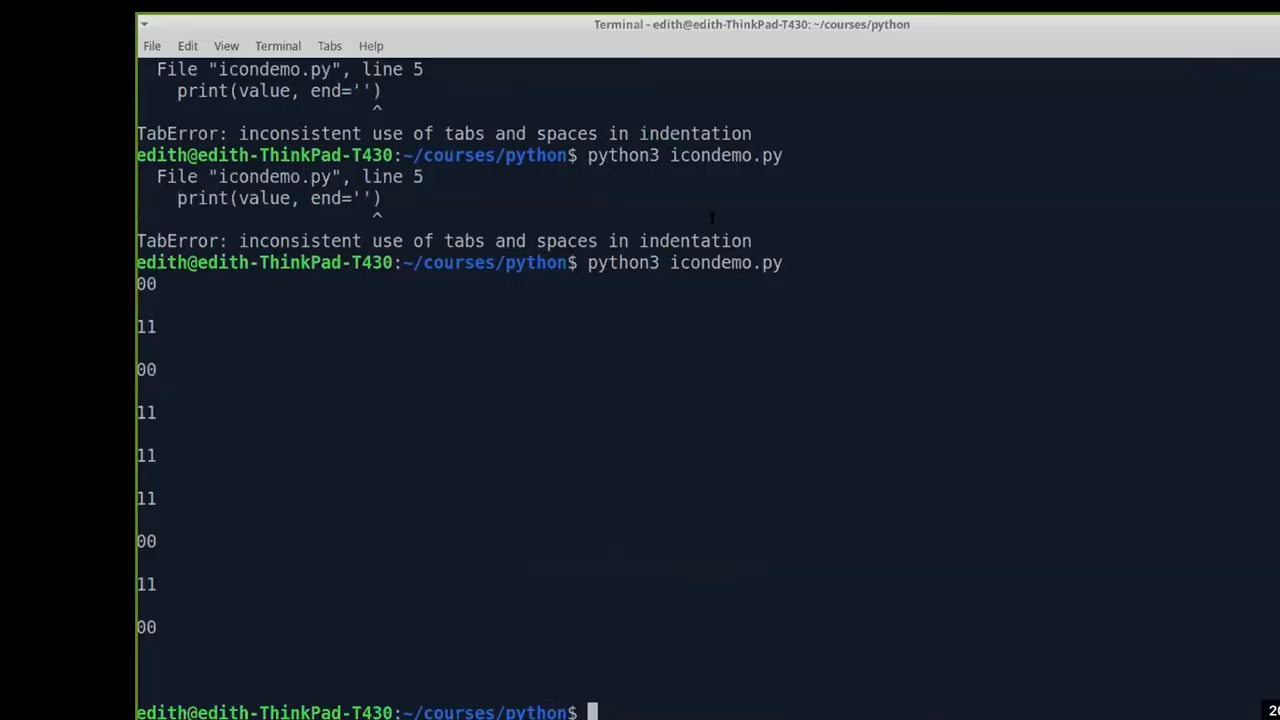 Terminal - edith@edith-ThinkPad-T430: ~/courses/python
File Edit View Terminal Tabs Help
File "icondemo.py", line 5
print(value, end='')
^
TabError: inconsistent use of tabs and spaces in indentation
edith@edith-ThinkPad-T430:~/courses/python$ python3 icondemo.py
File "icondemo.py", line 5
print(value, end='')
^
TabError: inconsistent use of tabs and spaces in indentation
edith@edith-ThinkPad-T430:~/courses/python$ python3 icondemo.py
00
11
00
11
11
11
00
11
00
edith@edith-ThinkPad-T430:~/courses/python$